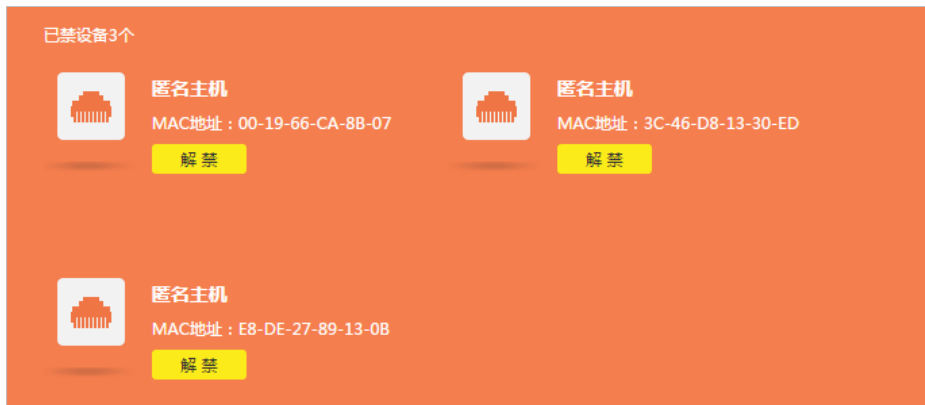 已禁设备3个
匿名主机
MAC地址：00-19-66-CA-8B-07
解 禁
匿名主机
MAC地址：3C-46-D8-13-30-ED
解 禁
匿名主机
MAC地址：E8-DE-27-89-13-0B
解 禁